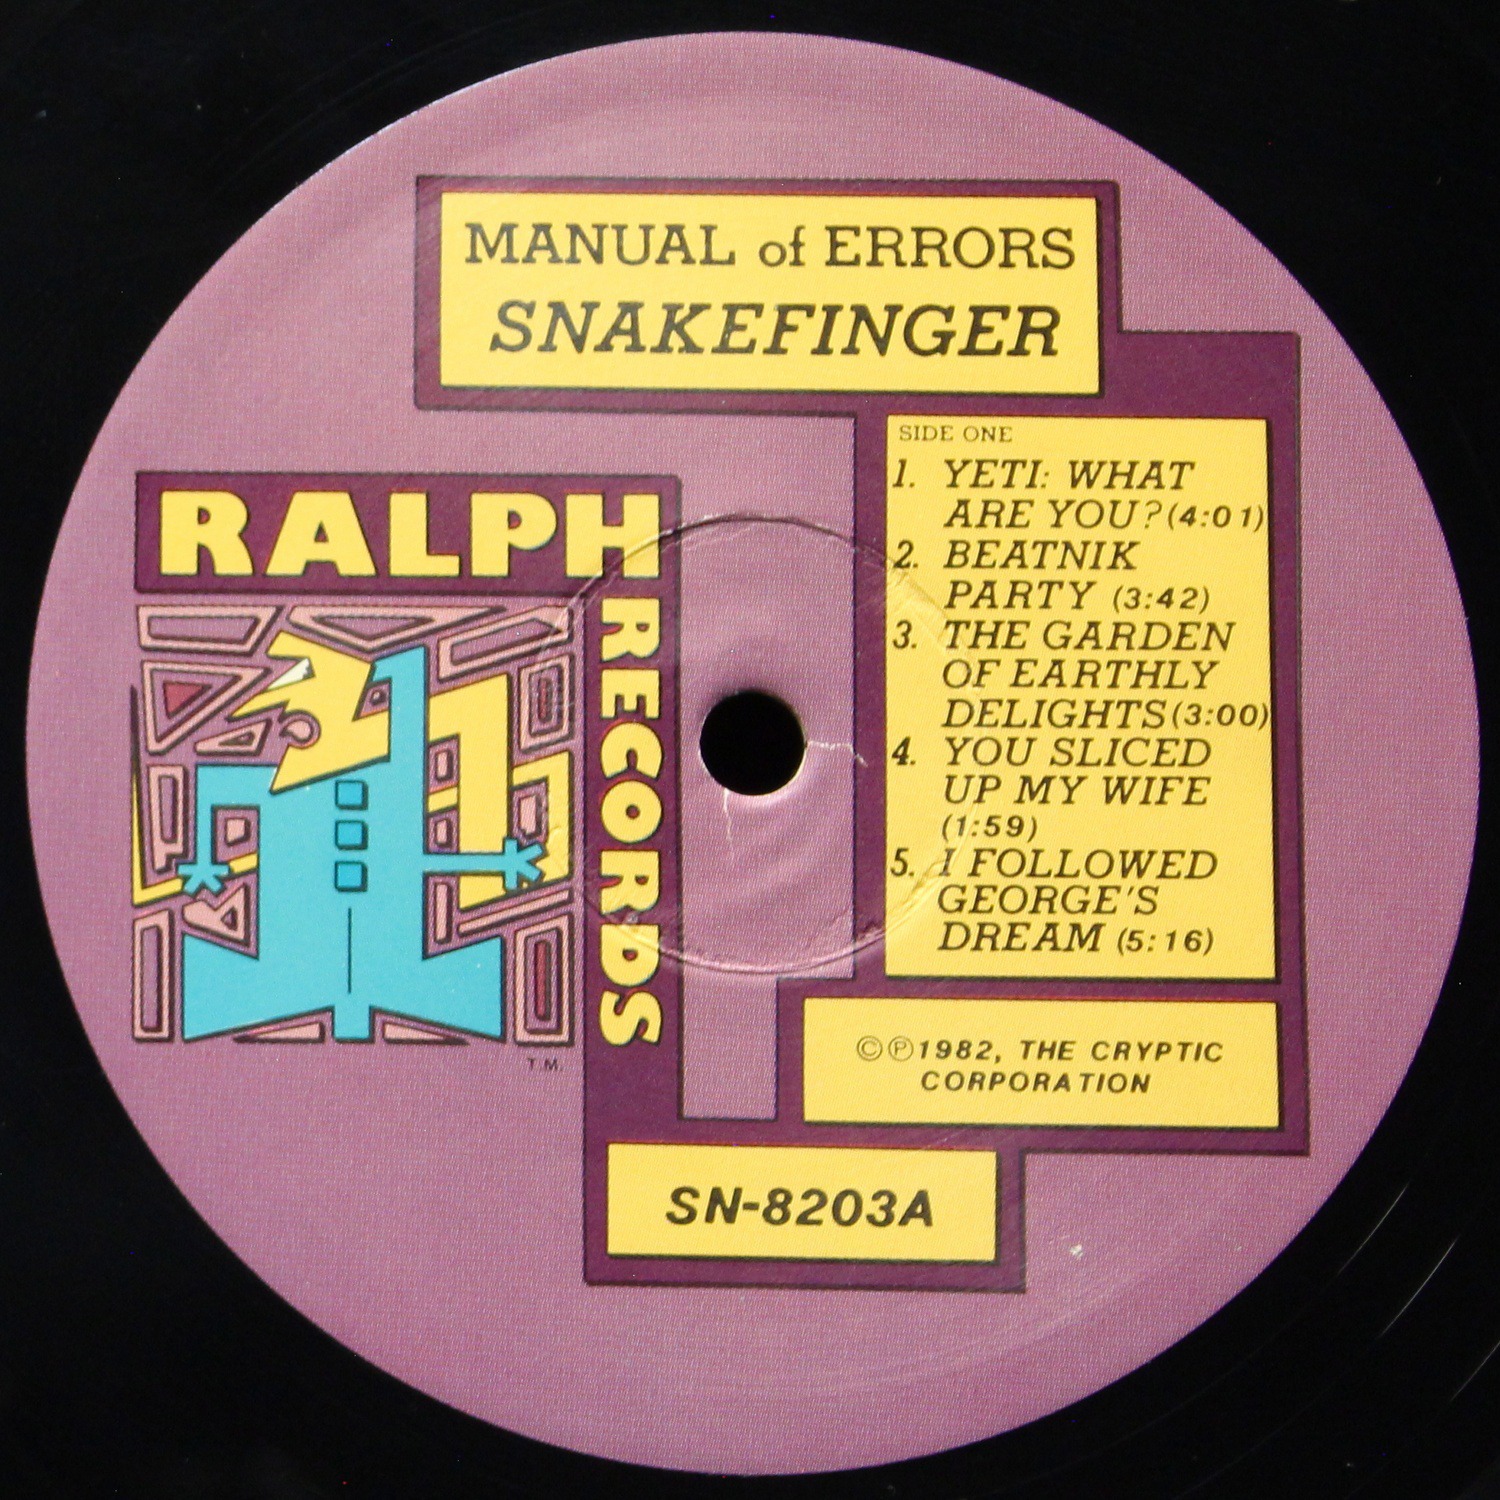 MANUAL of ERRORS
SNAKEFINGER
RALPH
RECORDS
T.M.
SIDE ONE
1. YETI: WHAT
ARE YOU? (4:01)
2. BEATNIK
PARTY (3:42)
3. THE GARDEN
OF EARTHLY
DELIGHTS (3:00)
4. YOU SLICED
UP MY WIFE
(1:59)
5. I FOLLOWED
GEORGE'S
DREAM (5:16)
©℗1982, THE CRYPTIC
CORPORATION
SN-8203A